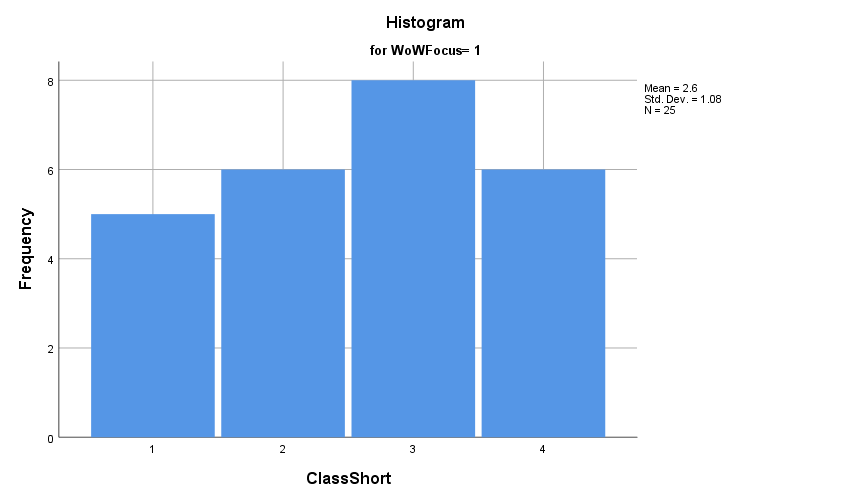 Histogram
for WoWFocus= 1
Mean = 2.6
Std. Dev. = 1.08
N = 25
Frequency
8
6
4
2
0
1 2 3 4
ClassShort